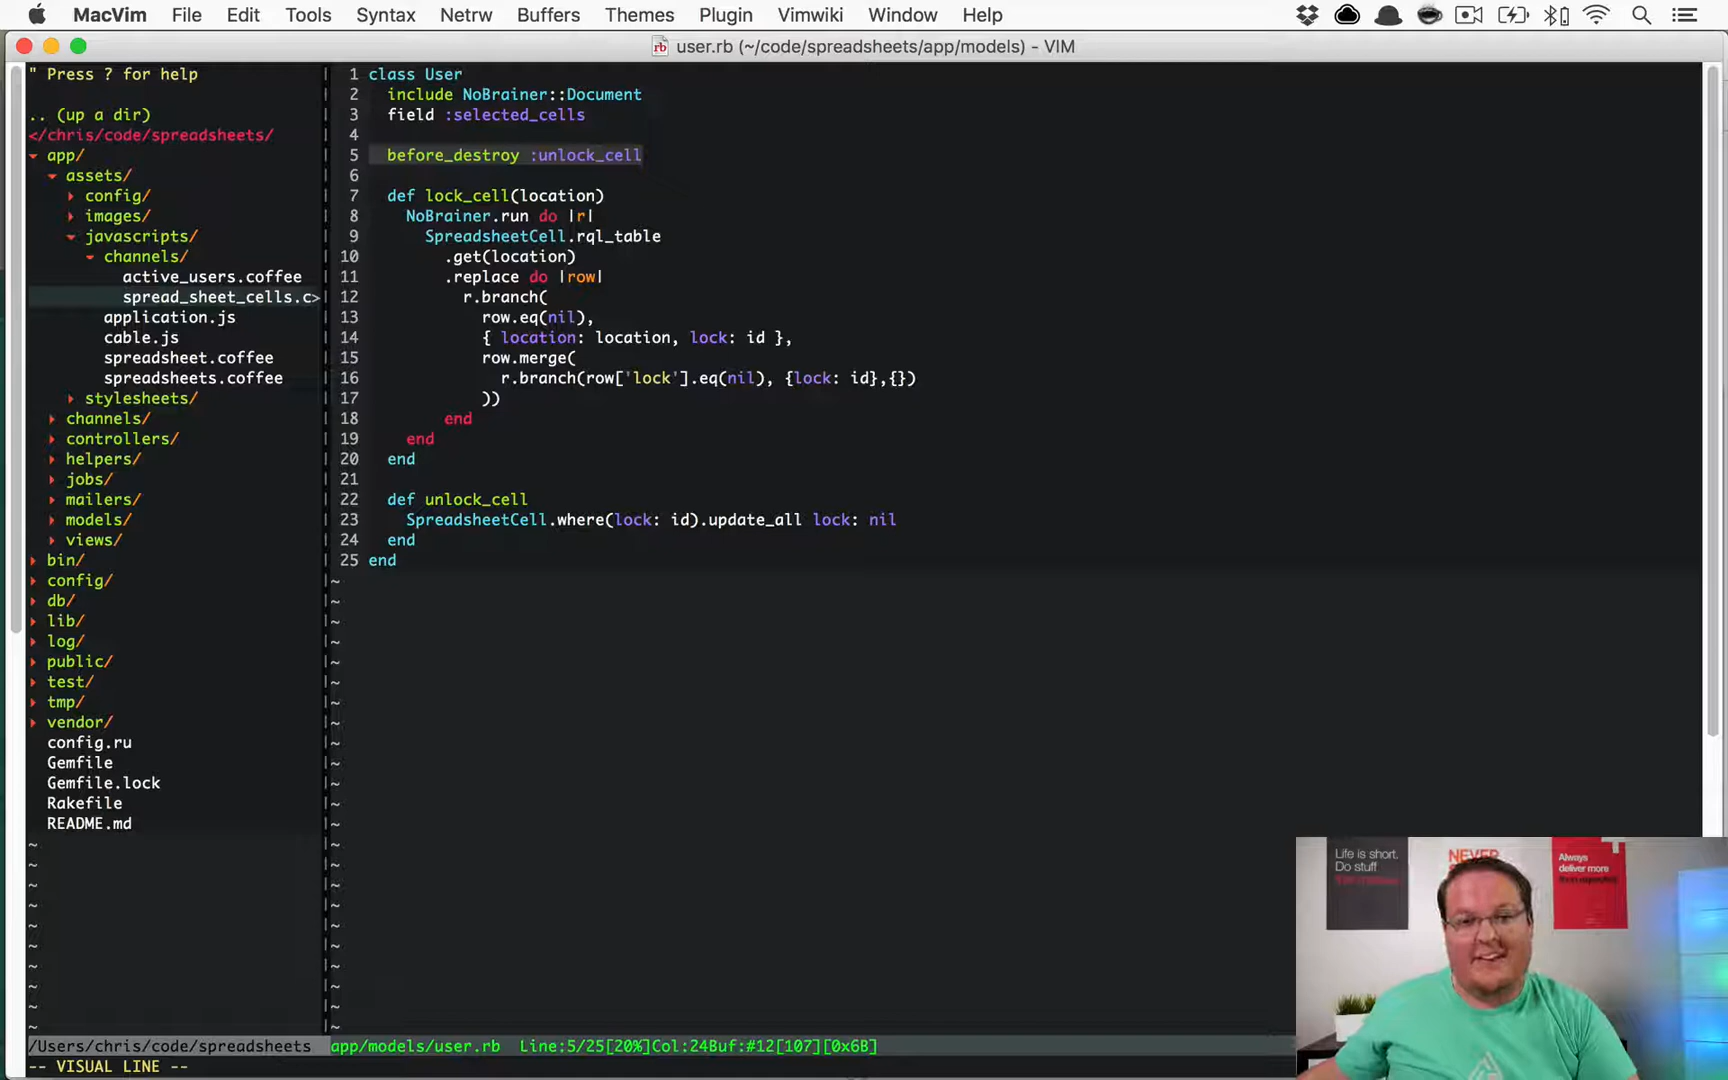 MacVim File Edit Tools Syntax Netrw Buffers Themes Plugin Vimwiki Window Help
user.rb (~/code/spreadsheets/app/models) - VIM
" Press ? for help
.. (up a dir)
</chris/code/spreadsheets/
app/
assets/
config/
images/
javascripts/
channels/
active_users.coffee
spread_sheet_cells.c>
application.js
cable.js
spreadsheet.coffee
spreadsheets.coffee
stylesheets/
channels/
controllers/
helpers/
jobs/
mailers/
models/
views/
bin/
config/
db/
lib/
log/
public/
test/
tmp/
vendor/
config.ru
Gemfile
Gemfile.lock
Rakefile
README.md
1 class User
2 include NoBrainer::Document
3 field :selected_cells
4
5 before_destroy :unlock_cell
6
7 def lock_cell(location)
8 NoBrainer.run do |r|
9 SpreadsheetCell.rql_table
10 .get(location)
11 .replace do |row|
12 r.branch(
13 row.eq(nil),
14 { location: location, lock: id },
15 row.merge(
16 r.branch(row['lock'].eq(nil), {lock: id},{})
17 ))
18 end
19 end
20 end
21
22 def unlock_cell
23 SpreadsheetCell.where(lock: id).update_all lock: nil
24 end
25 end
Life is short.
Do stuff
NEVER
Always
deliver more
/Users/chris/code/spreadsheets app/models/user.rb Line:5/25[20%]Col:24Buf:#12[107][0x6B]
-- VISUAL LINE --